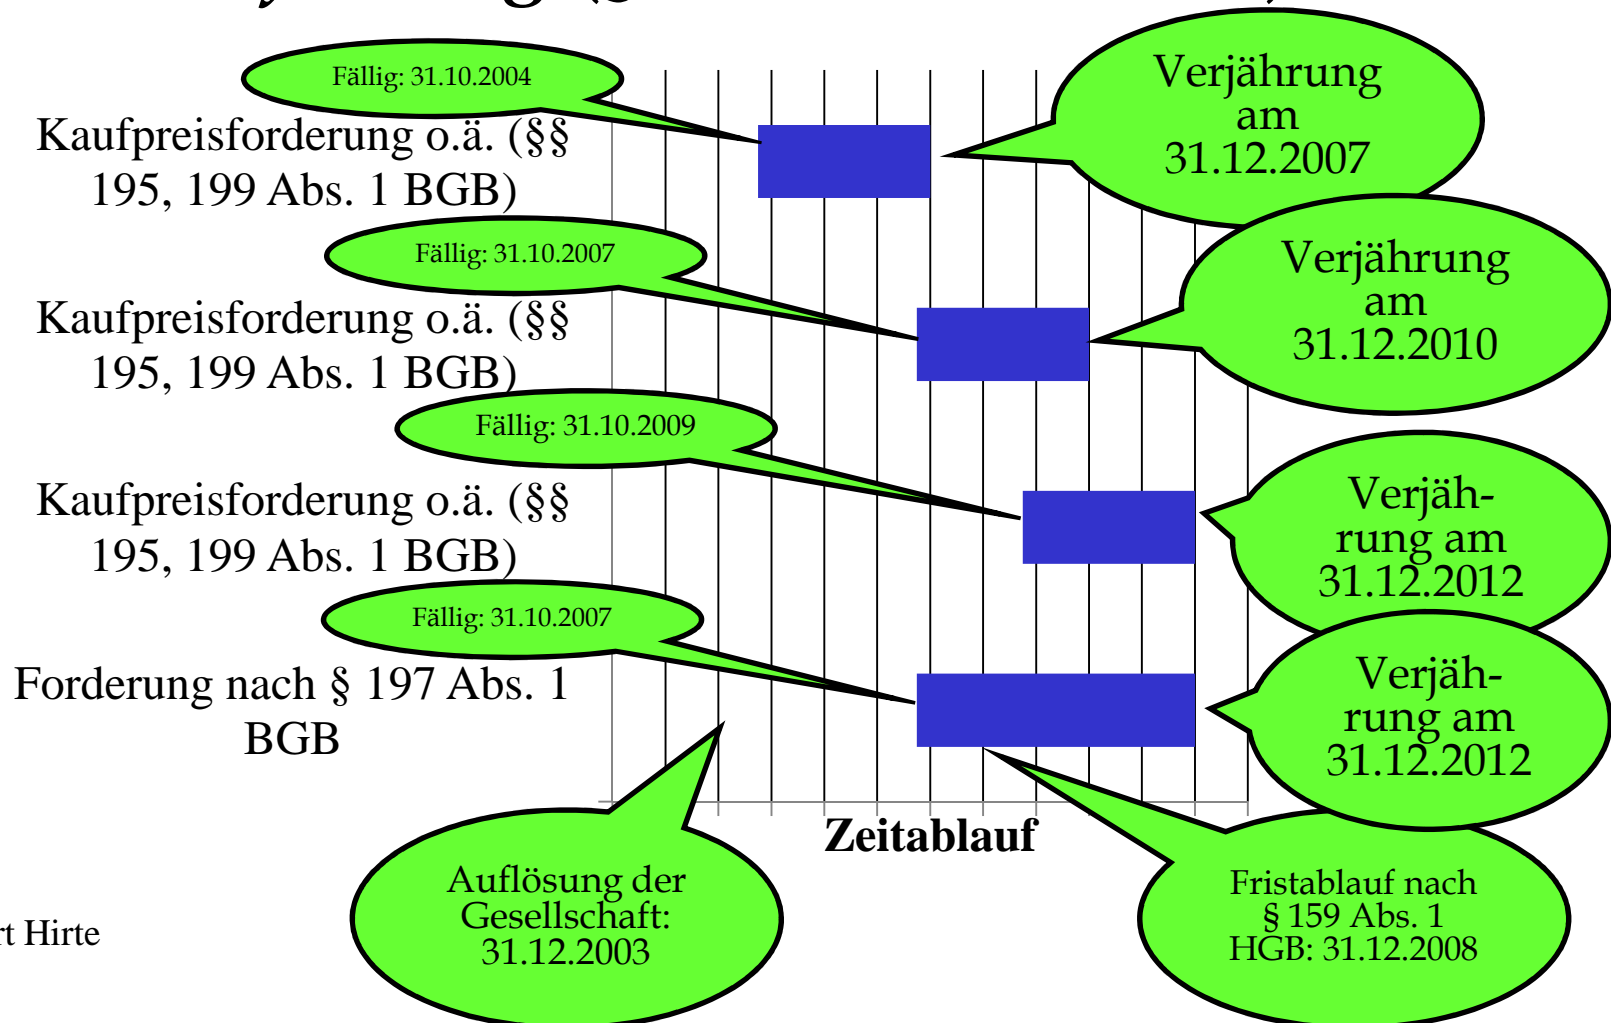 Fällig: 31.10.2004
Verjährung
am
31.12.2007
Kaufpreisforderung o.ä. (§§
195, 199 Abs. 1 BGB)
Fällig: 31.10.2007
Verjährung
am
31.12.2010
Kaufpreisforderung o.ä. (§§
195, 199 Abs. 1 BGB)
Fällig: 31.10.2009
Verjäh-
rung am
31.12.2012
Kaufpreisforderung o.ä. (§§
195, 199 Abs. 1 BGB)
Fällig: 31.10.2007
Verjäh-
rung am
31.12.2012
Forderung nach § 197 Abs. 1
BGB
Zeitablauf
Auflösung der
Gesellschaft:
31.12.2003
Fristablauf nach
§ 159 Abs. 1
HGB: 31.12.2008
rt Hirte